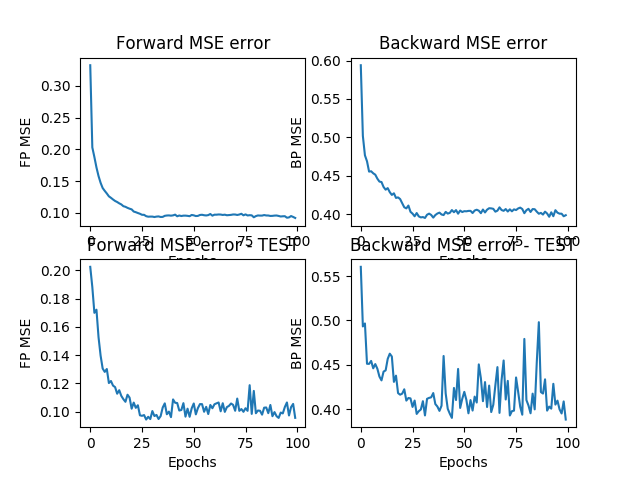 Forward MSE error
Backward MSE error
FP MSE
0.30
0.25
0.20
0.15
0.10
0 25 50 75 100
Epochs
BP MSE
0.60
0.55
0.50
0.45
0.40
0 25 50 75 100
Epochs
Forward MSE error - TEST
Backward MSE error - TEST
FP MSE
0.20
0.18
0.16
0.14
0.12
0.10
0 25 50 75 100
Epochs
BP MSE
0.55
0.50
0.45
0.40
0 25 50 75 100
Epochs